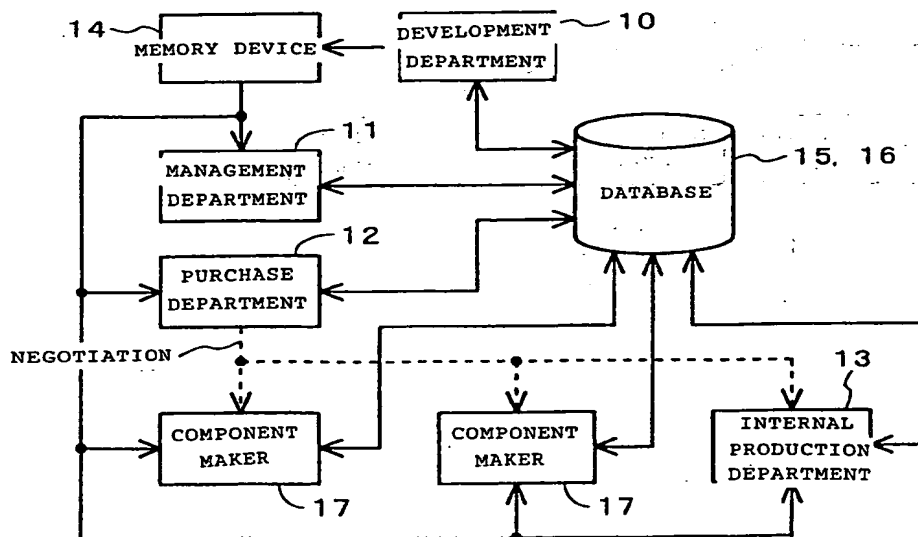 14
MEMORY DEVICE
DEVELOPMENT
DEPARTMENT
10
11
MANAGEMENT
DEPARTMENT
DATABASE
15, 16
12
PURCHASE
DEPARTMENT
NEGOTIATION
13
COMPONENT
MAKER
17
COMPONENT
MAKER
17
INTERNAL
PRODUCTION
DEPARTMENT